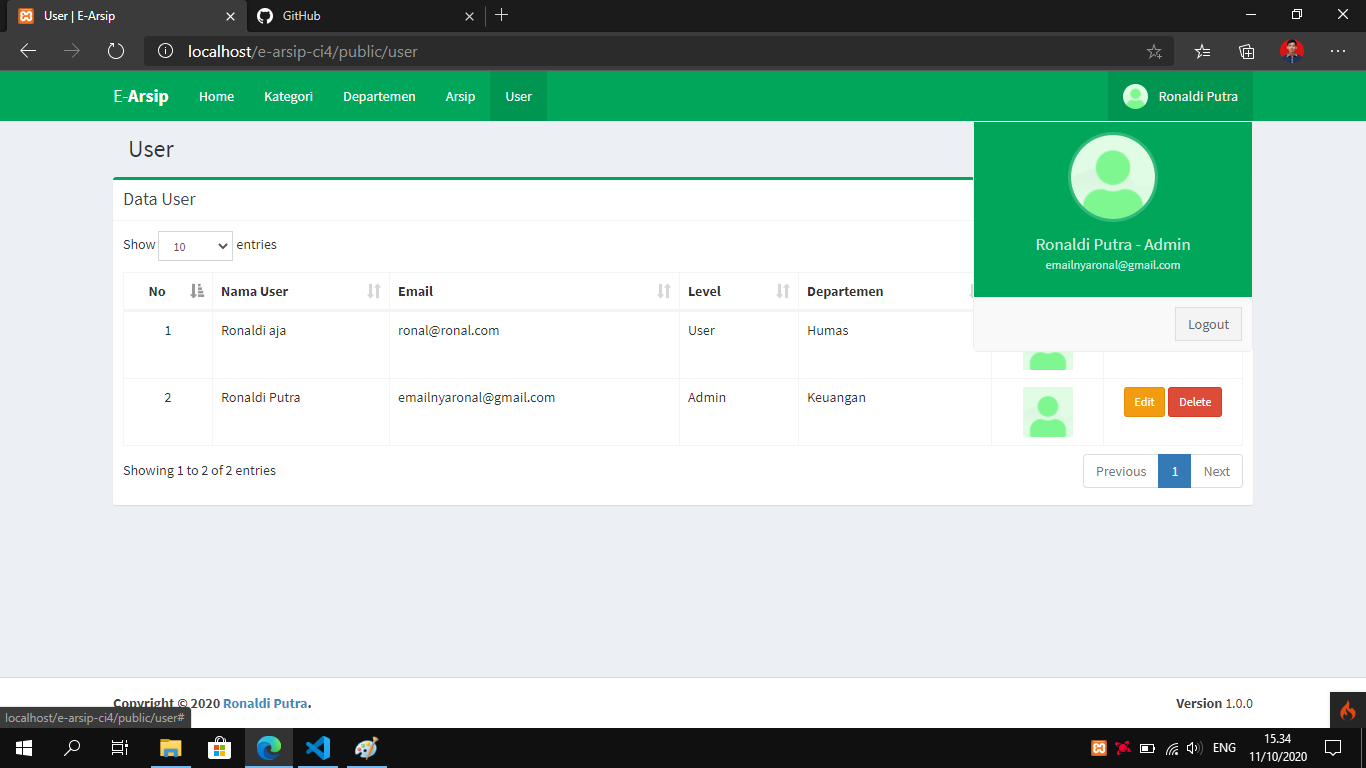 User | E-Arsip
GitHub
localhost/e-arsip-ci4/public/user
E-Arsip Home Kategori Departemen Arsip User Ronaldi Putra
User
Ronaldi Putra - Admin
emailnyaronal@gmail.com
Logout
Data User
Show 10 entries
No Nama User Email Level Departemen
1 Ronaldi aja ronal@ronal.com User Humas
2 Ronaldi Putra emailnyaronal@gmail.com Admin Keuangan Edit Delete
Showing 1 to 2 of 2 entries
Previous 1 Next
Copyright © 2020 Ronaldi Putra.
Version 1.0.0
localhost/e-arsip-ci4/public/user#
ENG
15.34
11/10/2020